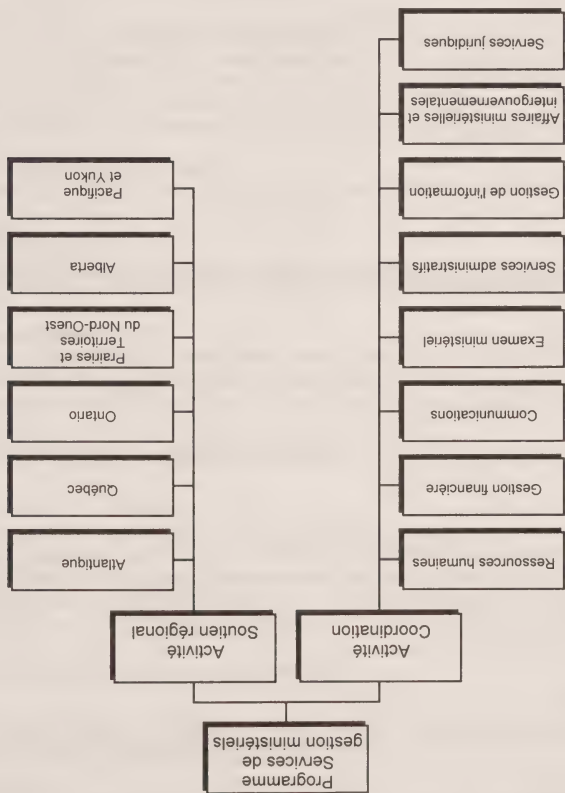 Programme
Services de
gestion ministériels
Activité
Coordination
Ressources humaines
Gestion financière
Communications
Examen ministériel
Services administratifs
Gestion de l'information
Affaires ministérielles et
intergouvernementales
Services juridiques
Activité
Soutien régional
Atlantique
Québec
Ontario
Prairies et
Territoires
du Nord-Ouest
Alberta
Pacifique
et Yukon